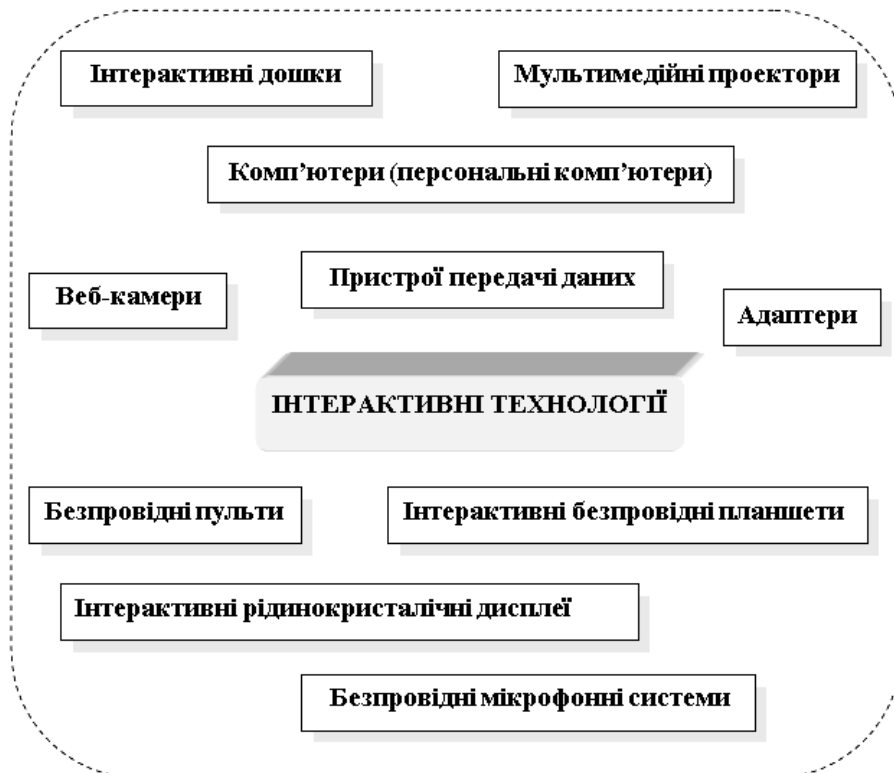 Інтерактивні дошки
Мультимедійні проектори
Комп’ютери (персональні комп’ютери)
Веб-камери
Пристрої передачі даних
Адаптери
ІНТЕРАКТИВНІ ТЕХНОЛОГІЇ
Безпровідні пульти
Інтерактивні безпровідні планшети
Інтерактивні рідинокристалічні дисплеї
Безпровідні мікрофонні системи